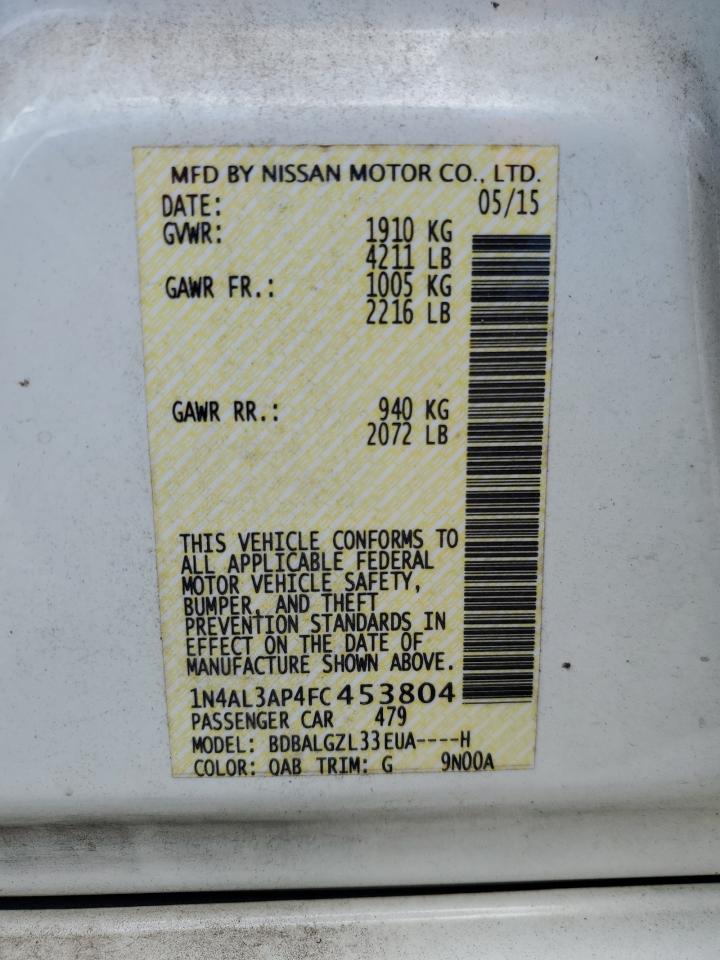 MFD BY NISSAN MOTOR CO., LTD.
DATE: 05/15
GVWR: 1910 KG
4211 LB
GAWR FR.: 1005 KG
2216 LB
GAWR RR.: 940 KG
2072 LB
THIS VEHICLE CONFORMS TO
ALL APPLICABLE FEDERAL
MOTOR VEHICLE SAFETY,
BUMPER, AND THEFT
PREVENTION STANDARDS IN
EFFECT ON THE DATE OF
MANUFACTURE SHOWN ABOVE.
1N4AL3AP4FC453804
PASSENGER CAR 479
MODEL: BDBALGZL33EUA----H
COLOR: QAB TRIM: G 9N00A